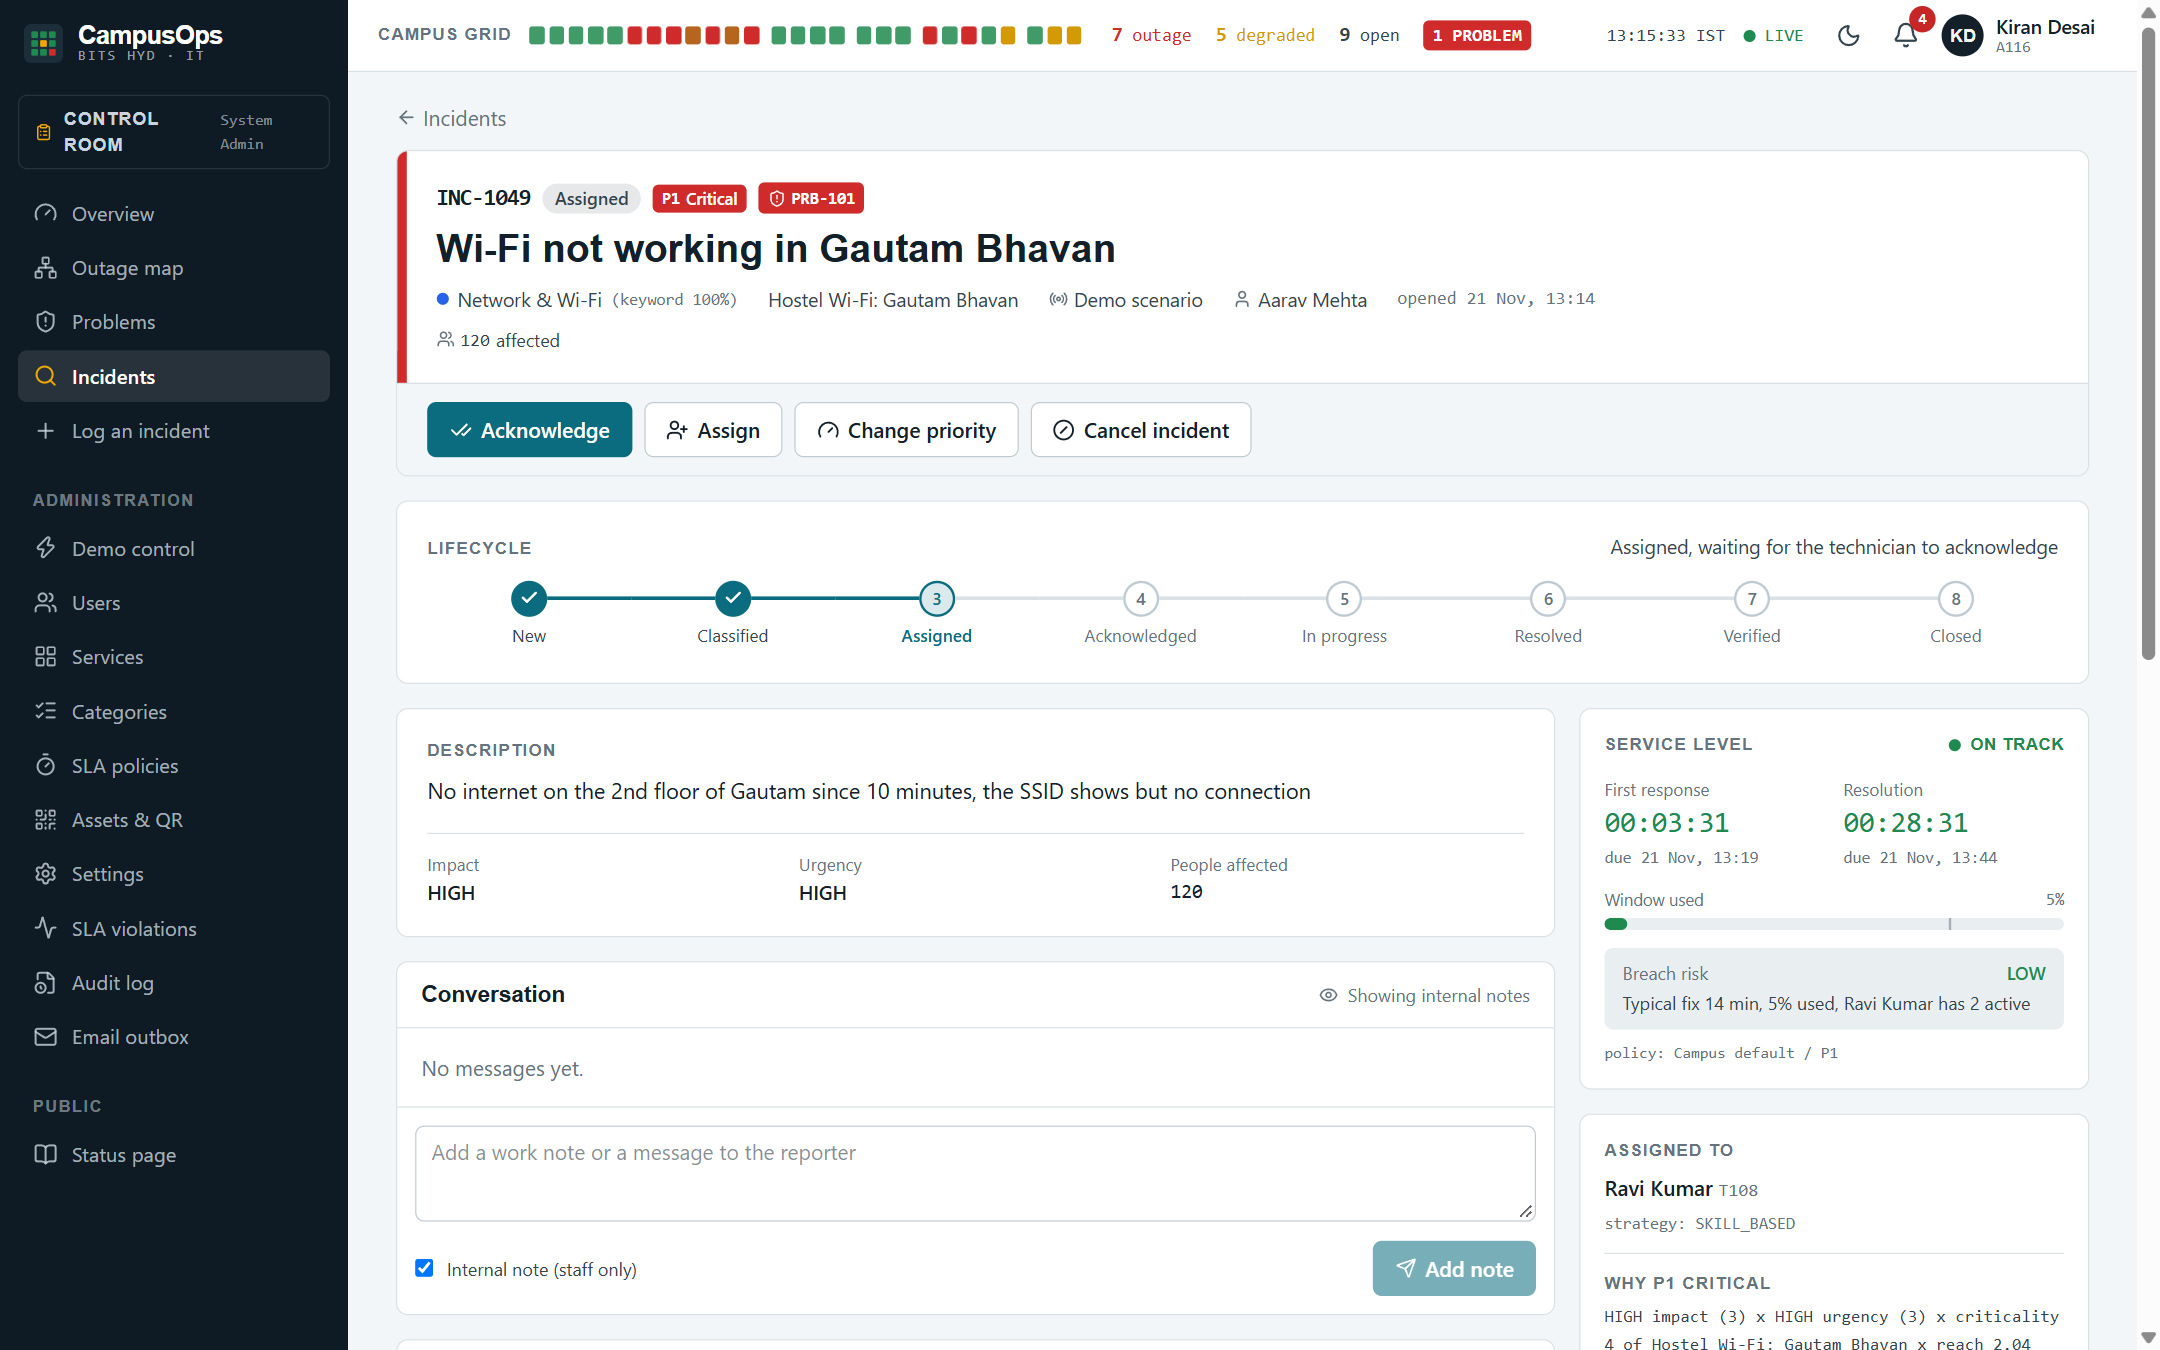 CampusOps
BITS HYD · IT
CONTROL ROOM
System Admin
Overview
Outage map
Problems
Incidents
Log an incident
ADMINISTRATION
Demo control
Users
Services
Categories
SLA policies
Assets & QR
Settings
SLA violations
Audit log
Email outbox
PUBLIC
Status page
CAMPUS GRID
7 outage
5 degraded
9 open
1 PROBLEM
13:15:33 IST
LIVE
4
KD
Kiran Desai
A116
Incidents
INC-1049
Assigned
P1 Critical
PRB-101
Wi-Fi not working in Gautam Bhavan
Network & Wi-Fi (keyword 100%)
Hostel Wi-Fi: Gautam Bhavan
Demo scenario
Aarav Mehta
opened 21 Nov, 13:14
120 affected
Acknowledge
Assign
Change priority
Cancel incident
LIFECYCLE
Assigned, waiting for the technician to acknowledge
3
4
5
6
7
8
New
Classified
Assigned
Acknowledged
In progress
Resolved
Verified
Closed
DESCRIPTION
No internet on the 2nd floor of Gautam since 10 minutes, the SSID shows but no connection
Impact
HIGH
Urgency
HIGH
People affected
120
Conversation
Showing internal notes
No messages yet.
Add a work note or a message to the reporter
Internal note (staff only)
Add note
SERVICE LEVEL
ON TRACK
First response
00:03:31
due 21 Nov, 13:19
Resolution
00:28:31
due 21 Nov, 13:44
Window used
5%
Breach risk
LOW
Typical fix 14 min, 5% used, Ravi Kumar has 2 active
policy: Campus default / P1
ASSIGNED TO
Ravi Kumar T108
strategy: SKILL_BASED
WHY P1 CRITICAL
HIGH impact (3) x HIGH urgency (3) x criticality
4 of Hostel Wi-Fi: Gautam Bhavan x reach 2.04